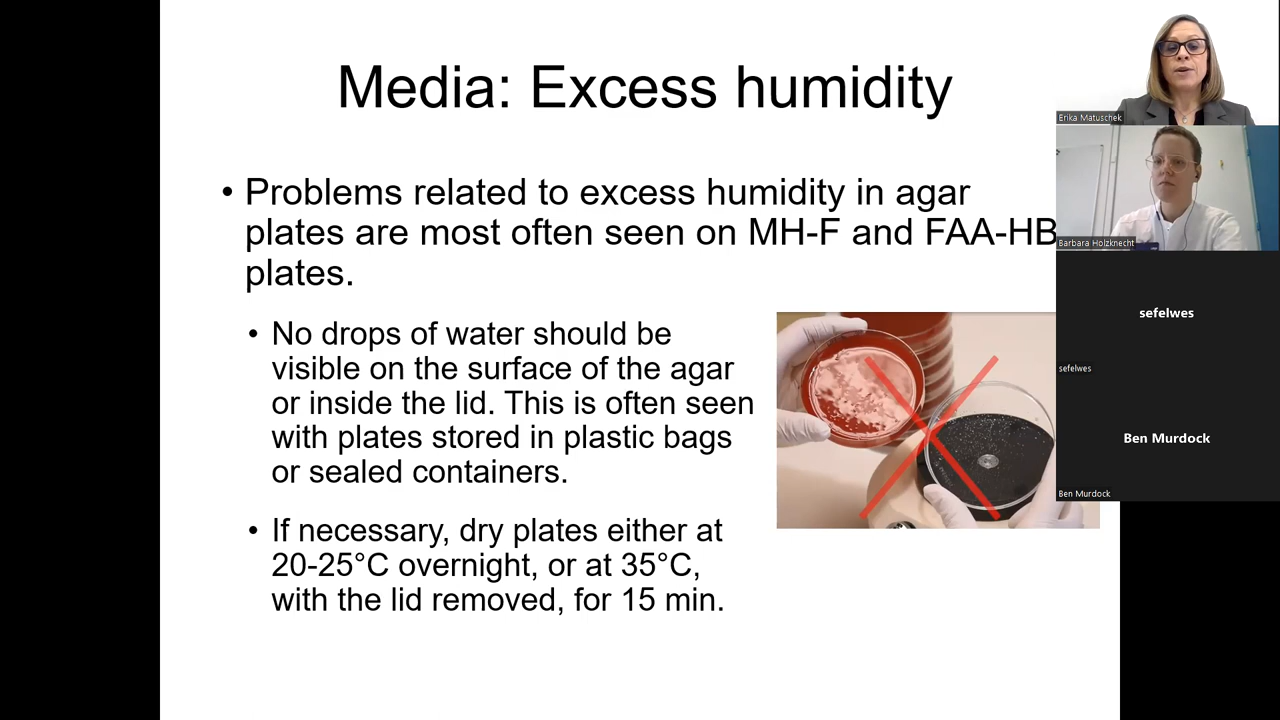 Media: Excess humidity
• Problems related to excess humidity in agar
plates are most often seen on MH-F and FAA-HB
plates.
• No drops of water should be
visible on the surface of the agar
or inside the lid. This is often seen
with plates stored in plastic bags
or sealed containers.
• If necessary, dry plates either at
20-25°C overnight, or at 35°C,
with the lid removed, for 15 min.
Erika Matuschek
Barbara Holzknecht
sefelwes
sefelwes
Ben Murdock
Ben Murdock